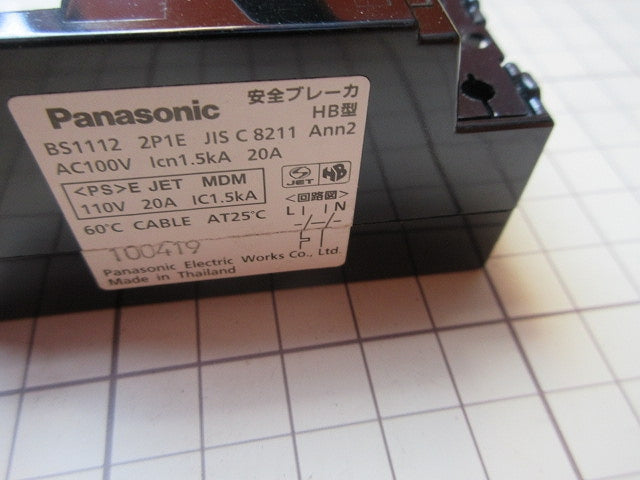 Panasonic 安全ブレーカ
HB型
BS1112 2P1E JIS C 8211 Ann2
AC100V Icn1.5kA 20A
<PS>E JET MDM
110V 20A IC1.5kA
JET HB
<回路図>
L N
60℃ CABLE AT25℃
100419
Panasonic Electric Works Co., Ltd.
Made in Thailand